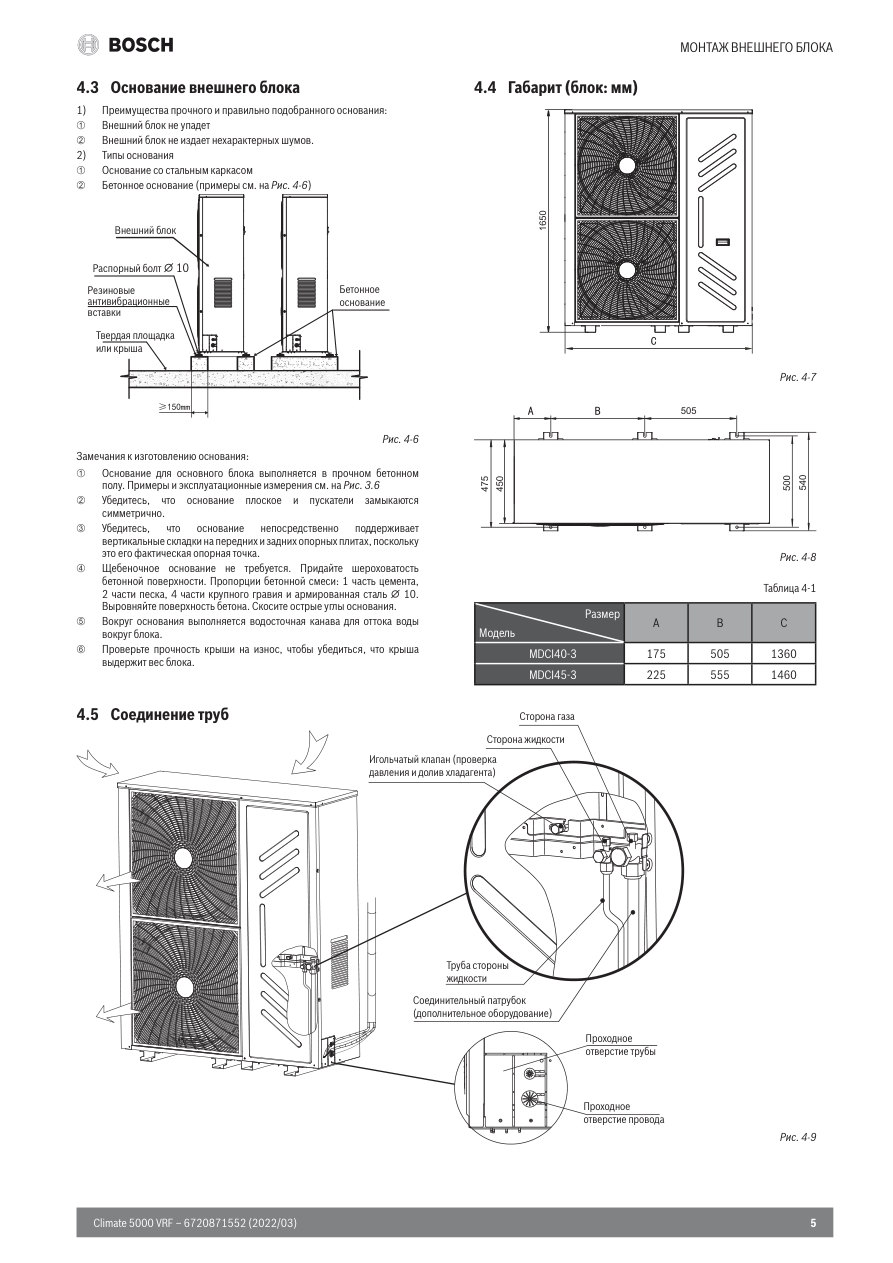 BOSCH
МОНТАЖ ВНЕШНЕГО БЛОКА
4.3 Основание внешнего блока
1) Преимущества прочного и правильно подобранного основания:
① Внешний блок не упадет
② Внешний блок не издает нехарактерных шумов.
2) Типы основания
① Основание со стальным каркасом
② Бетонное основание (примеры см. на Рис. 4-6)
Внешний блок
Распорный болт ∅ 10
Резиновые
антивибрационные
вставки
Бетонное
основание
Твердая площадка
или крыша
≥150mm
Рис. 4-6
Замечания к изготовлению основания:
① Основание для основного блока выполняется в прочном бетонном
полу. Примеры и эксплуатационные измерения см. на Рис. 3.6
② Убедитесь, что основание плоское и пускатели замыкаются
симметрично.
③ Убедитесь, что основание непосредственно поддерживает
вертикальные складки на передних и задних опорных плитах, поскольку
это его фактическая опорная точка.
④ Щебеночное основание не требуется. Придайте шероховатость
бетонной поверхности. Пропорции бетонной смеси: 1 часть цемента,
2 части песка, 4 части крупного гравия и армированная сталь ∅ 10.
Выровняйте поверхность бетона. Скосите острые углы основания.
⑤ Вокруг основания выполняется водосточная канава для оттока воды
вокруг блока.
⑥ Проверьте прочность крыши на износ, чтобы убедиться, что крыша
выдержит вес блока.
4.4 Габарит (блок: мм)
1650
C
Рис. 4-7
A B 505
475 450 500 540
Рис. 4-8
Таблица 4-1
Размер
Модель
A B C
MDCI40-3 175 505 1360
MDCI45-3 225 555 1460
4.5 Соединение труб
Сторона газа
Сторона жидкости
Игольчатый клапан (проверка
давления и долив хладагента)
Труба стороны
жидкости
Соединительный патрубок
(дополнительное оборудование)
Проходное
отверстие трубы
Проходное
отверстие провода
Рис. 4-9
Climate 5000 VRF – 6720871552 (2022/03)
5